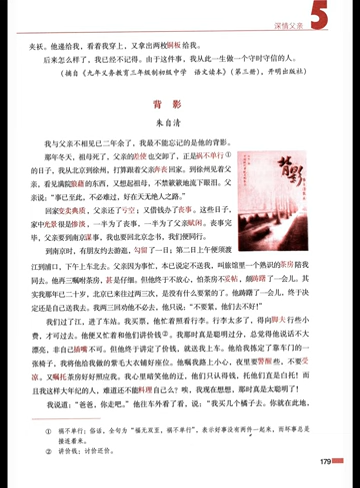 深情父亲
5
夹袄。他递给我，看着我穿上，又拿出两枚铜板给我。
后来怎么样了，我已经不记得。由于这件事，我从此一生做一个守时守信的人。
（摘自《九年义务教育三年级制初级中学 语文读本》（第三册），开明出版社）
背 影
朱自清
我与父亲不相见已二年余了，我最不能忘记的是他的背影。
那年冬天，祖母死了，父亲的差使也交卸了，正是祸不单行①
的日子，我从北京到徐州，打算跟着父亲奔丧回家。到徐州见着父
亲，看见满院狼藉的东西，又想起祖母，不禁簌簌地流下眼泪。父
亲说：“事已至此，不必难过，好在天无绝人之路。”
回家变卖典质，父亲还了亏空；又借钱办了丧事。这些日子，
家中光景很是惨淡，一半为了丧事，一半为了父亲赋闲。丧事完
毕，父亲要到南京谋事，我也要回北京念书，我们便同行。
到南京时，有朋友约去游逛，勾留了一日；第二日上午便须渡
江到浦口，下午上车北去。父亲因为事忙，本已说定不送我，叫旅馆里一个熟识的茶房陪我
同去。他再三嘱咐茶房，甚是仔细。但他终于不放心，怕茶房不妥帖，颇踌躇了一会儿。其
实我那年已二十岁，北京已来往过两三次，是没有什么要紧的了。他踌躇了一会儿，终于决
定还是自己送我去。我两三回劝他不必去，他只说：“不要紧，他们去不好！”
我们过了江，进了车站。我买票，他忙着照看行李。行李太多了，得向脚夫行些小
费，才可过去。他便又忙着和他们讲价钱②。我那时真是聪明过分，总觉得他说话不大
漂亮，非自己插嘴不可。但他终于讲定了价钱，就送我上车。他给我拣定了靠车门的一
张椅子，我将他给我做的紫毛大衣铺好座位。他嘱我路上小心，夜里要警醒些，不要受
凉，又嘱托茶房好好照应我。我心里暗笑他的迂，他们只认得钱，托他们直是白托！而
且我这样大年纪的人，难道还不能料理自己么？唉，我现在想想，那时真是太聪明了！
我说道：“爸爸，你走吧。”他往车外看了看，说：“我买几个橘子去。你就在此地，
① 祸不单行：俗话，全句为“福无双至，祸不单行”，表示好事没有两件一起来，而坏事总是
接连着来。
② 讲价钱：讨价还价。
179